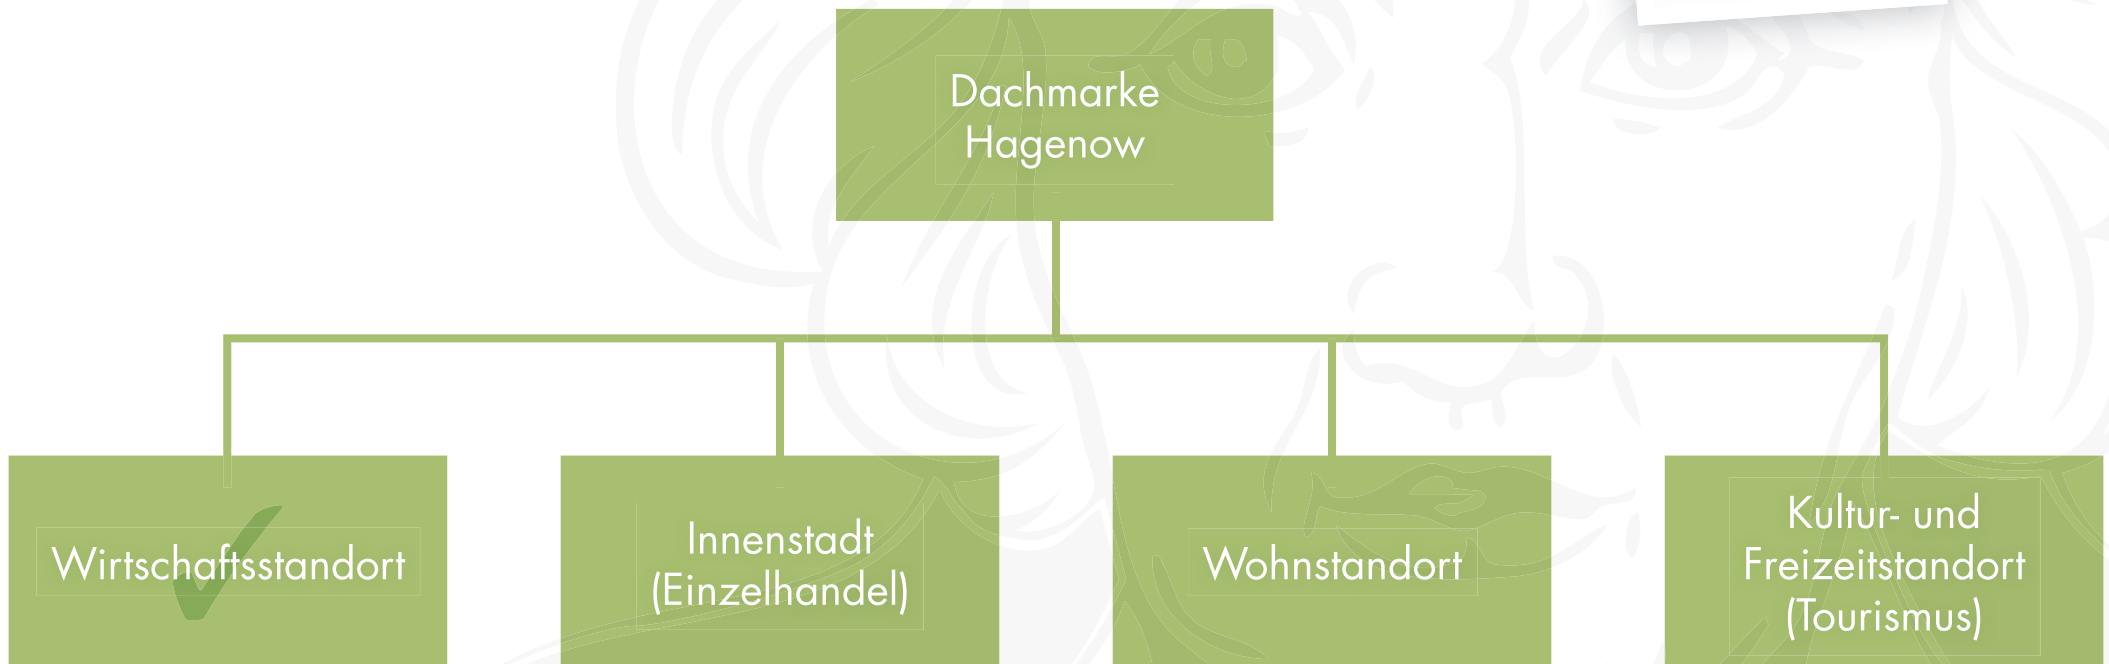 Dachmarke
Hagenow
Wirtschaftsstandort
Innenstadt
(Einzelhandel)
Wohnstandort
Kultur- und
Freizeitstandort
(Tourismus)